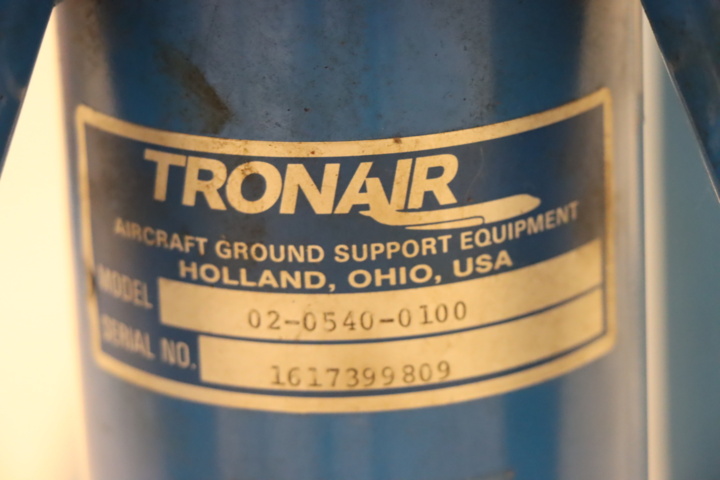 TRONAIR
AIRCRAFT GROUND SUPPORT EQUIPMENT
HOLLAND, OHIO, USA
MODEL 02-0540-0100
SERIAL NO. 1617399809